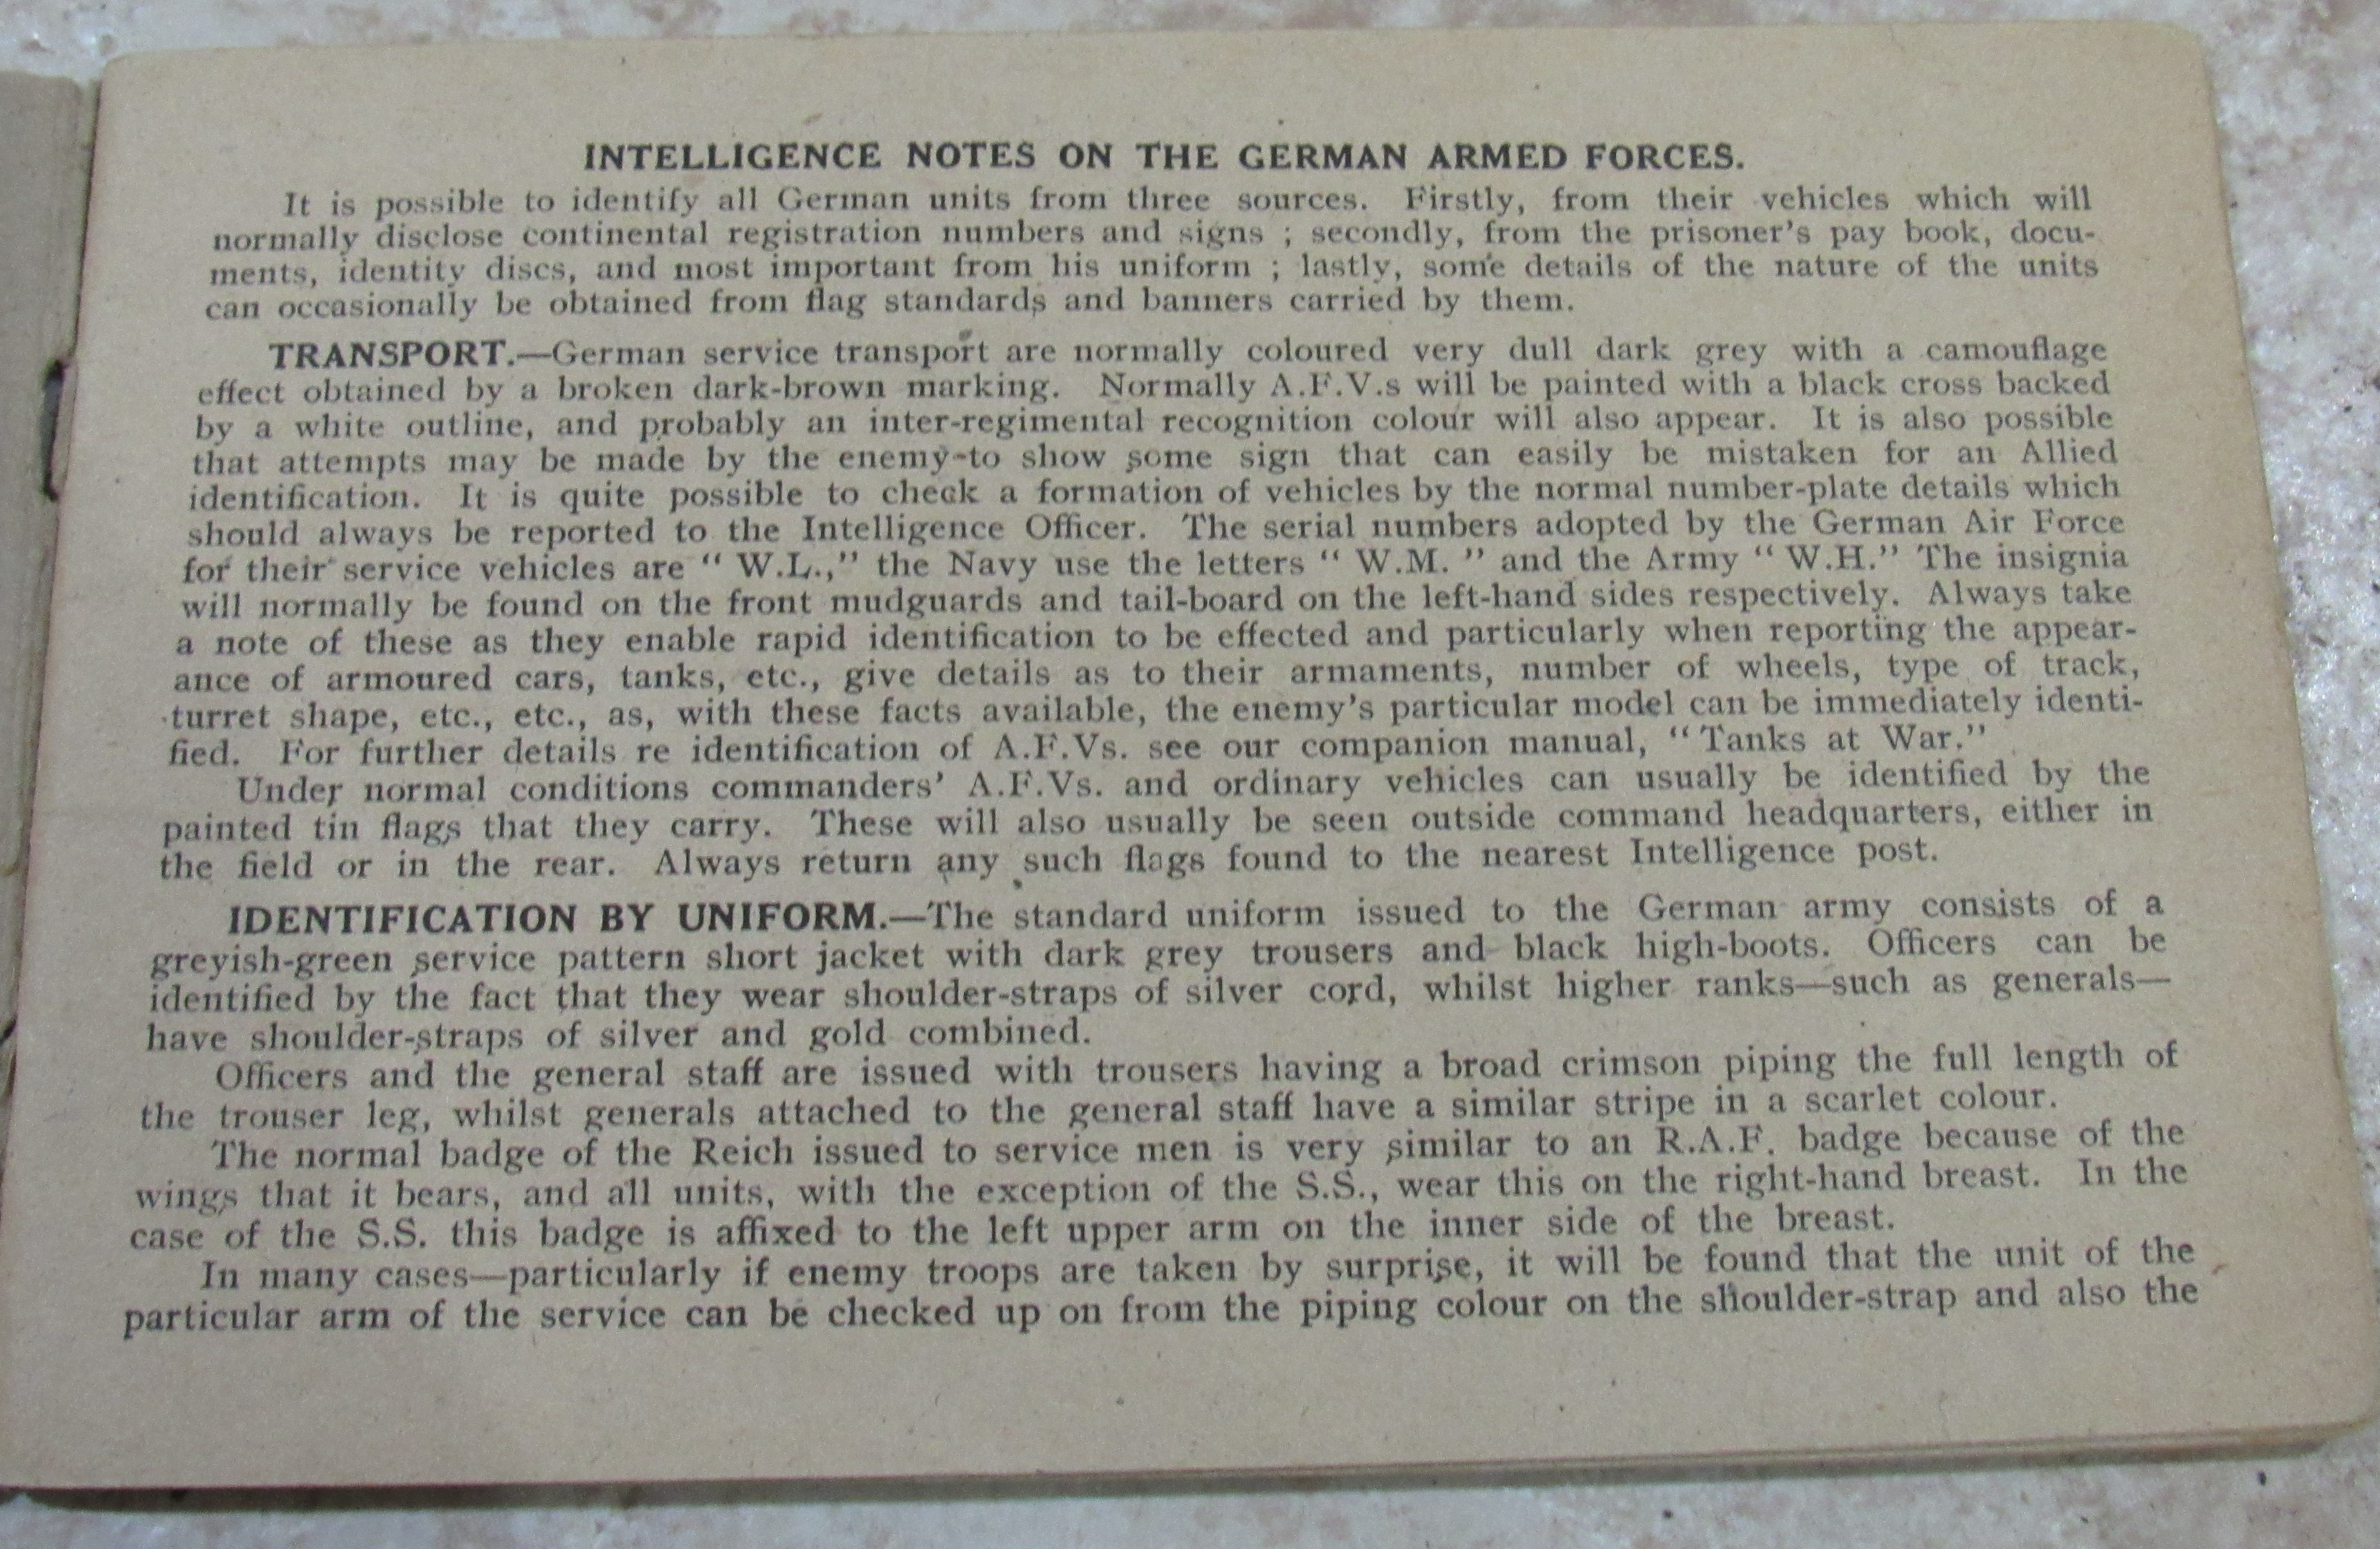 INTELLIGENCE NOTES ON THE GERMAN ARMED FORCES.
It is possible to identify all German units from three sources. Firstly, from their vehicles which will
normally disclose continental registration numbers and signs ; secondly, from the prisoner's pay book, docu-
ments, identity discs, and most important from his uniform ; lastly, some details of the nature of the units
can occasionally be obtained from flag standards and banners carried by them.
TRANSPORT.—German service transport are normally coloured very dull dark grey with a camouflage
effect obtained by a broken dark-brown marking. Normally A.F.V.s will be painted with a black cross backed
by a white outline, and probably an inter-regimental recognition colour will also appear. It is also possible
that attempts may be made by the enemy to show some sign that can easily be mistaken for an Allied
identification. It is quite possible to check a formation of vehicles by the normal number-plate details which
should always be reported to the Intelligence Officer. The serial numbers adopted by the German Air Force
for their service vehicles are " W.L.," the Navy use the letters " W.M. " and the Army " W.H." The insignia
will normally be found on the front mudguards and tail-board on the left-hand sides respectively. Always take
a note of these as they enable rapid identification to be effected and particularly when reporting the appear-
ance of armoured cars, tanks, etc., give details as to their armaments, number of wheels, type of track,
turret shape, etc., etc., as, with these facts available, the enemy's particular model can be immediately identi-
fied. For further details re identification of A.F.Vs. see our companion manual, " Tanks at War."
Under normal conditions commanders' A.F.Vs. and ordinary vehicles can usually be identified by the
painted tin flags that they carry. These will also usually be seen outside command headquarters, either in
the field or in the rear. Always return any such flags found to the nearest Intelligence post.
IDENTIFICATION BY UNIFORM.—The standard uniform issued to the German army consists of a
greyish-green service pattern short jacket with dark grey trousers and black high-boots. Officers can be
identified by the fact that they wear shoulder-straps of silver cord, whilst higher ranks—such as generals—
have shoulder-straps of silver and gold combined.
Officers and the general staff are issued with trousers having a broad crimson piping the full length of
the trouser leg, whilst generals attached to the general staff have a similar stripe in a scarlet colour.
The normal badge of the Reich issued to service men is very similar to an R.A.F. badge because of the
wings that it bears, and all units, with the exception of the S.S., wear this on the right-hand breast. In the
case of the S.S. this badge is affixed to the left upper arm on the inner side of the breast.
In many cases—particularly if enemy troops are taken by surprise, it will be found that the unit of the
particular arm of the service can be checked up on from the piping colour on the shoulder-strap and also the